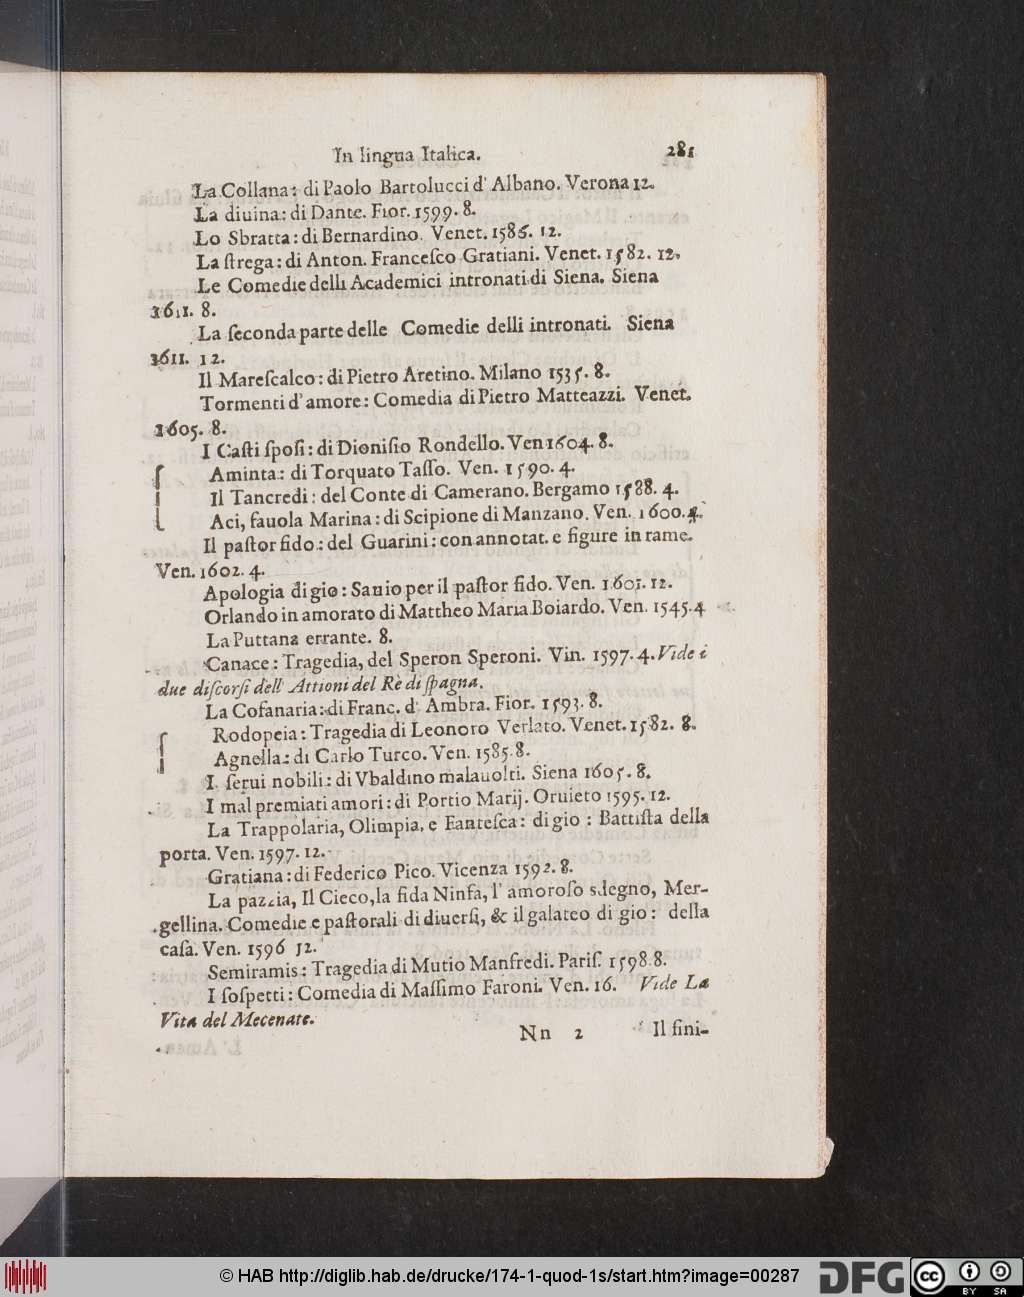 In lingua Italica. 281
La Collana: di Paolo Bartolucci d' Albano. Verona 12.
La diuina: di Dante. Fior. 1599. 8.
Lo Sbratta: di Bernardino. Venet. 1586. 12.
La ſtrega: di Anton. Franceſco Gratiani. Venet. 1582. 12.
Le Comedie delli Academici intronati di Siena. Siena
1611. 8.
La ſeconda parte delle Comedie delli intronati. Siena
1611. 12.
Il Mareſcalco: di Pietro Aretino. Milano 1535. 8.
Tormenti d'amore: Comedia di Pietro Matteazzi. Venet.
1605. 8.
I Caſti ſpoſi: di Dioniſio Rondello. Ven 1604. 8.
Aminta: di Torquato Taſſo. Ven. 1590. 4.
Il Tancredi: del Conte di Camerano. Bergamo 1588. 4.
Aci, fauola Marina: di Scipione di Manzano. Ven. 1600. 4.
Il paſtor fido: del Guarini: con annotat. e figure in rame.
Ven. 1602. 4.
Apologia di gio: Sauio per il paſtor fido. Ven. 1601. 12.
Orlando in amorato di Mattheo Maria Boiardo. Ven. 1545. 4
La Puttana errante. 8.
Canace: Tragedia, del Speron Speroni. Vin. 1597. 4. Vide i
due diſcorſi dell' Attioni del Rè di ſpagna.
La Cofanaria: di Franc. d' Ambra. Fior. 1593. 8.
Rodopeia: Tragedia di Leonoro Verlato. Venet. 1582. 8.
Agnella: di Carlo Turco. Ven. 1585. 8.
I ſerui nobili: di Vbaldino malauolti. Siena 1605. 8.
I mal premiati amori: di Portio Marij. Oruieto 1595. 12.
La Trappolaria, Olimpia, e Fanteſca: di gio: Battiſta della
porta. Ven. 1597. 12.
Gratiana: di Federico Pico. Vicenza 1592. 8.
La pazzia, Il Cieco, la fida Ninfa, l' amoroſo sdegno, Mer-
gellina. Comedie e paſtorali di diuerſi, & il galateo di gio: della
caſa. Ven. 1596 12.
Semiramis: Tragedia di Mutio Manfredi. Pariſ. 1598 8.
I ſoſpetti: Comedia di Maſſimo Faroni. Ven. 16. Vide La
Vita del Mecenate.
Nn 2 Il fini-
© HAB http://diglib.hab.de/drucke/174-1-quod-1s/start.htm?image=00287 DFG cc BY SA